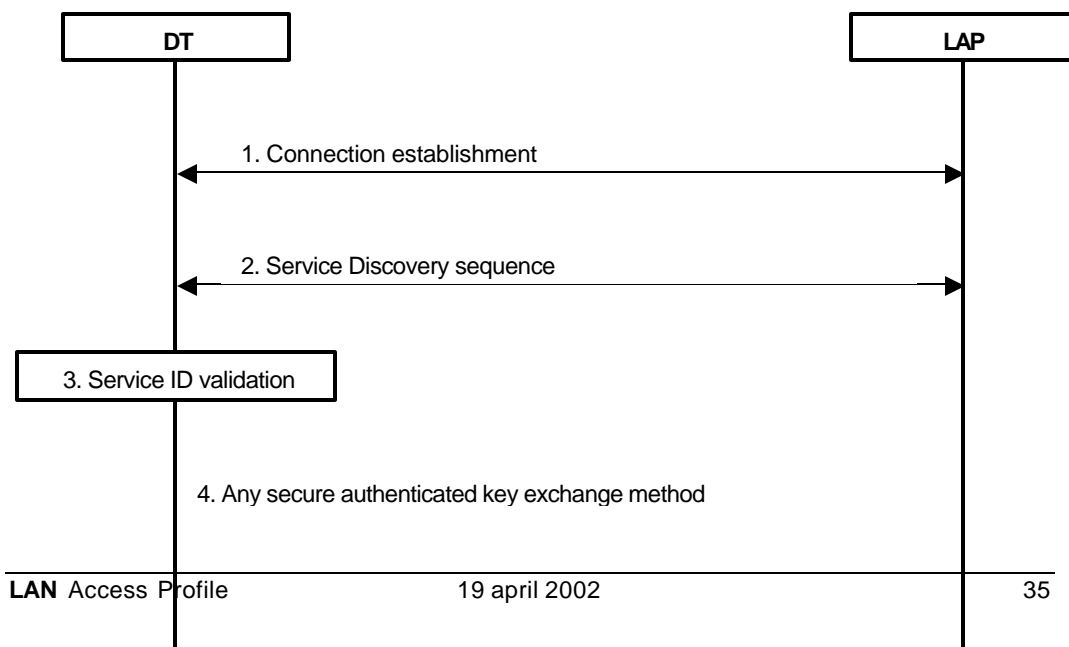 DT LAP
1. Connection establishment
2. Service Discovery sequence
3. Service ID validation
4. Any secure authenticated key exchange method
LAN Access Profile 19 april 2002 35